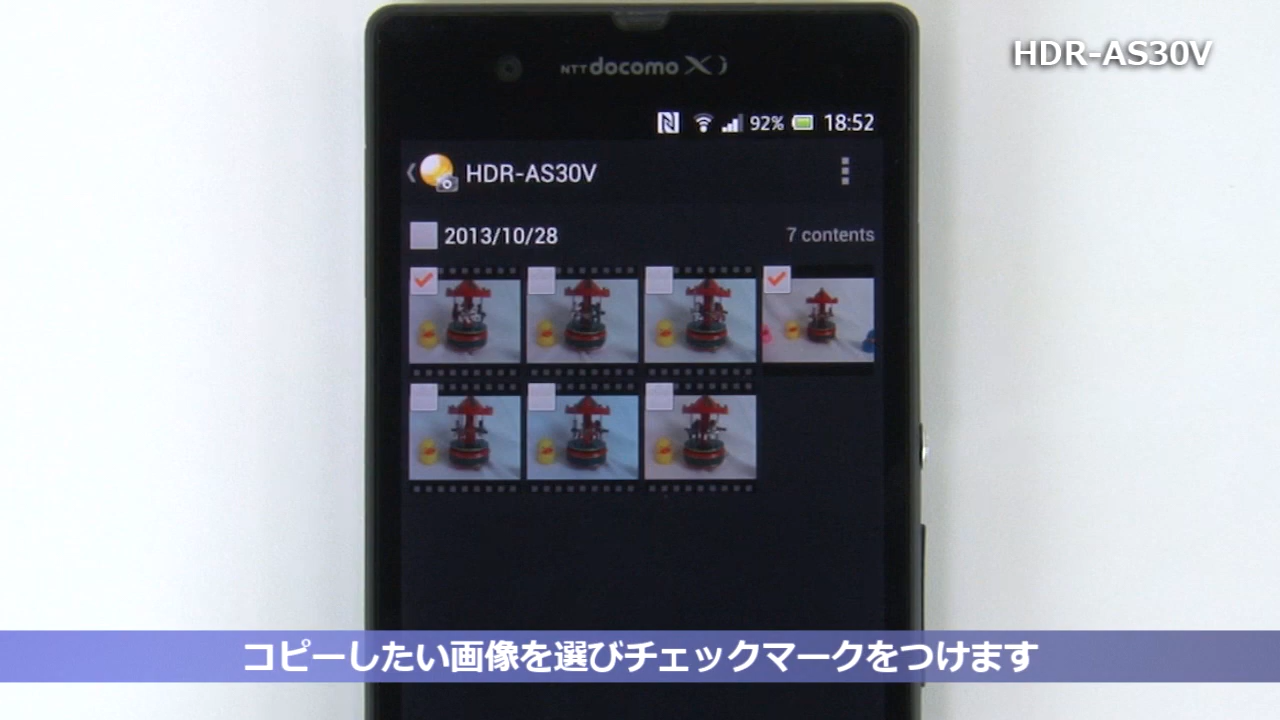 HDR-AS30V
NTT docomo Xi
92% 18:52
HDR-AS30V
2013/10/28 7 contents
コピーしたい画像を選びチェックマークをつけます